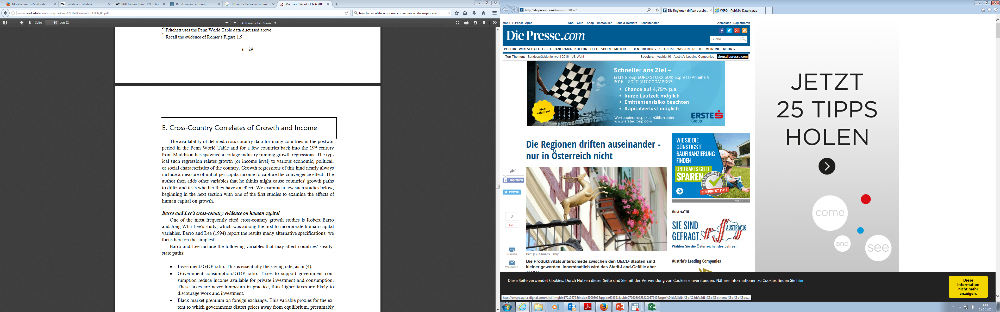 Mozilla Firefox-Startseite
Syllabus - Syllabus
PhD training (incl. IEV Scho...
Re: st: mean centering
difference between minim...
Microsoft Word - Ch06 201...
www.reed.edu/economics/parker/s12/314/Coursebook/Ch_06.pdf
how to calculate economic convergence rate empirically
Seite: 30 von 52
Automatischer Zoom
24 Pritchett uses the Penn World Table data discussed above.
25 Recall the evidence of Romer's Figure 1.9.
6 - 29
E. Cross-Country Correlates of Growth and Income
The availability of detailed cross-country data for many countries in the postwar
period in the Penn World Table and for a few countries back into the 19th century
from Maddison has spawned a cottage industry running growth regressions. The typ-
ical such regression relates growth (or income level) to various economic, political,
or social characteristics of the country. Growth regressions of this kind nearly always
include a measure of initial per-capita income to capture the convergence effect. The
author then adds other variables that he thinks might cause countries' growth paths
to differ and tests whether they have an effect. We examine a few such studies below,
beginning in the next section with one of the first studies to examine the effects of
human capital on growth.
Barro and Lee's cross-country evidence on human capital
One of the most frequently cited cross-country growth studies is Robert Barro
and Jong-Wha Lee's study, which was among the first to incorporate human capital
variables. Barro and Lee (1994) report the results many alternative specifications; we
focus here on the simplest.
Barro and Lee include the following variables that may affect countries' steady-
state paths:
• Investment/GDP ratio. This is essentially the saving rate, as in (4).
• Government consumption/GDP ratio. Taxes to support government con-
sumption reduce income available for private investment and consumption.
These taxes are never lump-sum in practice, thus higher taxes are likely to
discourage work and investment.
• Black-market premium on foreign exchange. This variable proxies for the ex-
tent to which governments distort prices away from equilibrium, presumably
http://diepresse.com/home/5100152/
Die Regionen driften ausein...
WIFO - PubMA-Datensätze
Mobil E-Paper Apps
Abo Club Shop Immobilien Jobs & Karriere Schaufenster
Anmelden Registrieren
Die Presse.com
Suche
POLITIK WIRTSCHAFT GELD PANORAMA KULTUR TECH SPORT MOTOR LEBEN BILDUNG ZEITREISE WISSEN RECHT MEINUNG MEHR »
Top-Themen: Bundespräsidentenwahl 2016 US-Wahl
Specials: Austria 16 Austria's Leading Companies shop.diepresse.com
Schneller ans Ziel –
Erste Group EURO STOXX 50® Express-Anleihe VIII
2016 – 2020 (AT0000A1P0G3)
• Chance auf 4,75% p.a.
• kurze Laufzeit möglich
• Emittentenrisiko beachten
• Kapitalverlust möglich
Mehr
erfahren!
Wertpapierprospekt erhältlich unter
www.erstegroup.com
ERSTE
Group
Die Regionen driften auseinander -
nur in Österreich nicht
0
Empfehlen
Twittern
0
G+1
Drucken
Versenden
Bild: (c) Clemens Fabry
Die Produktivitätsunterschiede zwischen den OECD-Staaten sind
kleiner geworden, innerstaatlich wird das Stadt-Land-Gefälle aber
größer.
WIE SIE DIE
GÜNSTIGSTE
BAUFINANZIERUNG
FINDEN
UND BARES GELD
SPAREN
BESTE KONDITIONEN
KONSUMENT 11/14
WERBUNG
Austria'16
SIE SIND
GEFRAGT.
AUSTRIA'16
Wählen Sie die Österreicher des Jahres!
Austria's Leading Companies
JETZT
25 TIPPS
HOLEN
come
and
see
Diese Seite verwendet Cookies. Durch Nutzen dieser Seite sind Sie mit der Verwendung von Cookies einverstanden. Nähere Informationen zu Cookies finden Sie hier
Diese
Information
nicht mehr
anzeigen.
http://smart.styria-digital.com/click?imgid=17215276&insid=5999306&pgid=604561&uid=2796030653220037645&tgt=%24dt%3d1t%3b%24dt%3d1t%3b%3bthema%3d%3b%3bo...
EN
13:41
12.10.2016